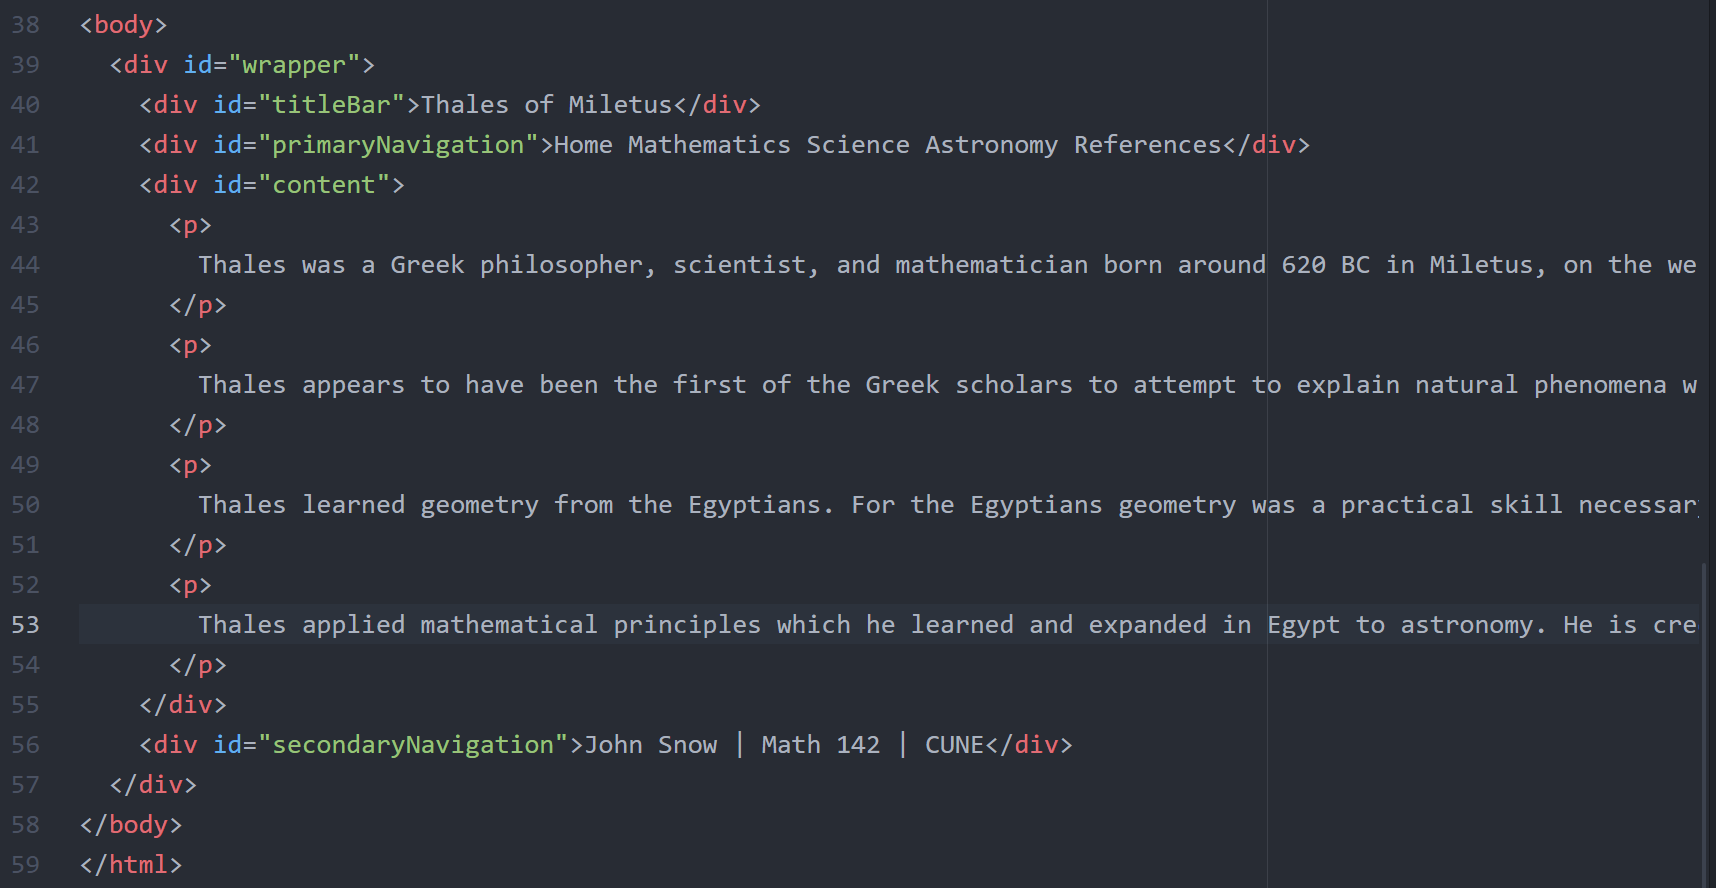 38 <body>
39 <div id="wrapper">
40 <div id="titleBar">Thales of Miletus</div>
41 <div id="primaryNavigation">Home Mathematics Science Astronomy References</div>
42 <div id="content">
43 <p>
44 Thales was a Greek philosopher, scientist, and mathematician born around 620 BC in Miletus, on the we
45 </p>
46 <p>
47 Thales appears to have been the first of the Greek scholars to attempt to explain natural phenomena w
48 </p>
49 <p>
50 Thales learned geometry from the Egyptians. For the Egyptians geometry was a practical skill necessary
51 </p>
52 <p>
53 Thales applied mathematical principles which he learned and expanded in Egypt to astronomy. He is cre
54 </p>
55 </div>
56 <div id="secondaryNavigation">John Snow | Math 142 | CUNE</div>
57 </div>
58 </body>
59 </html>